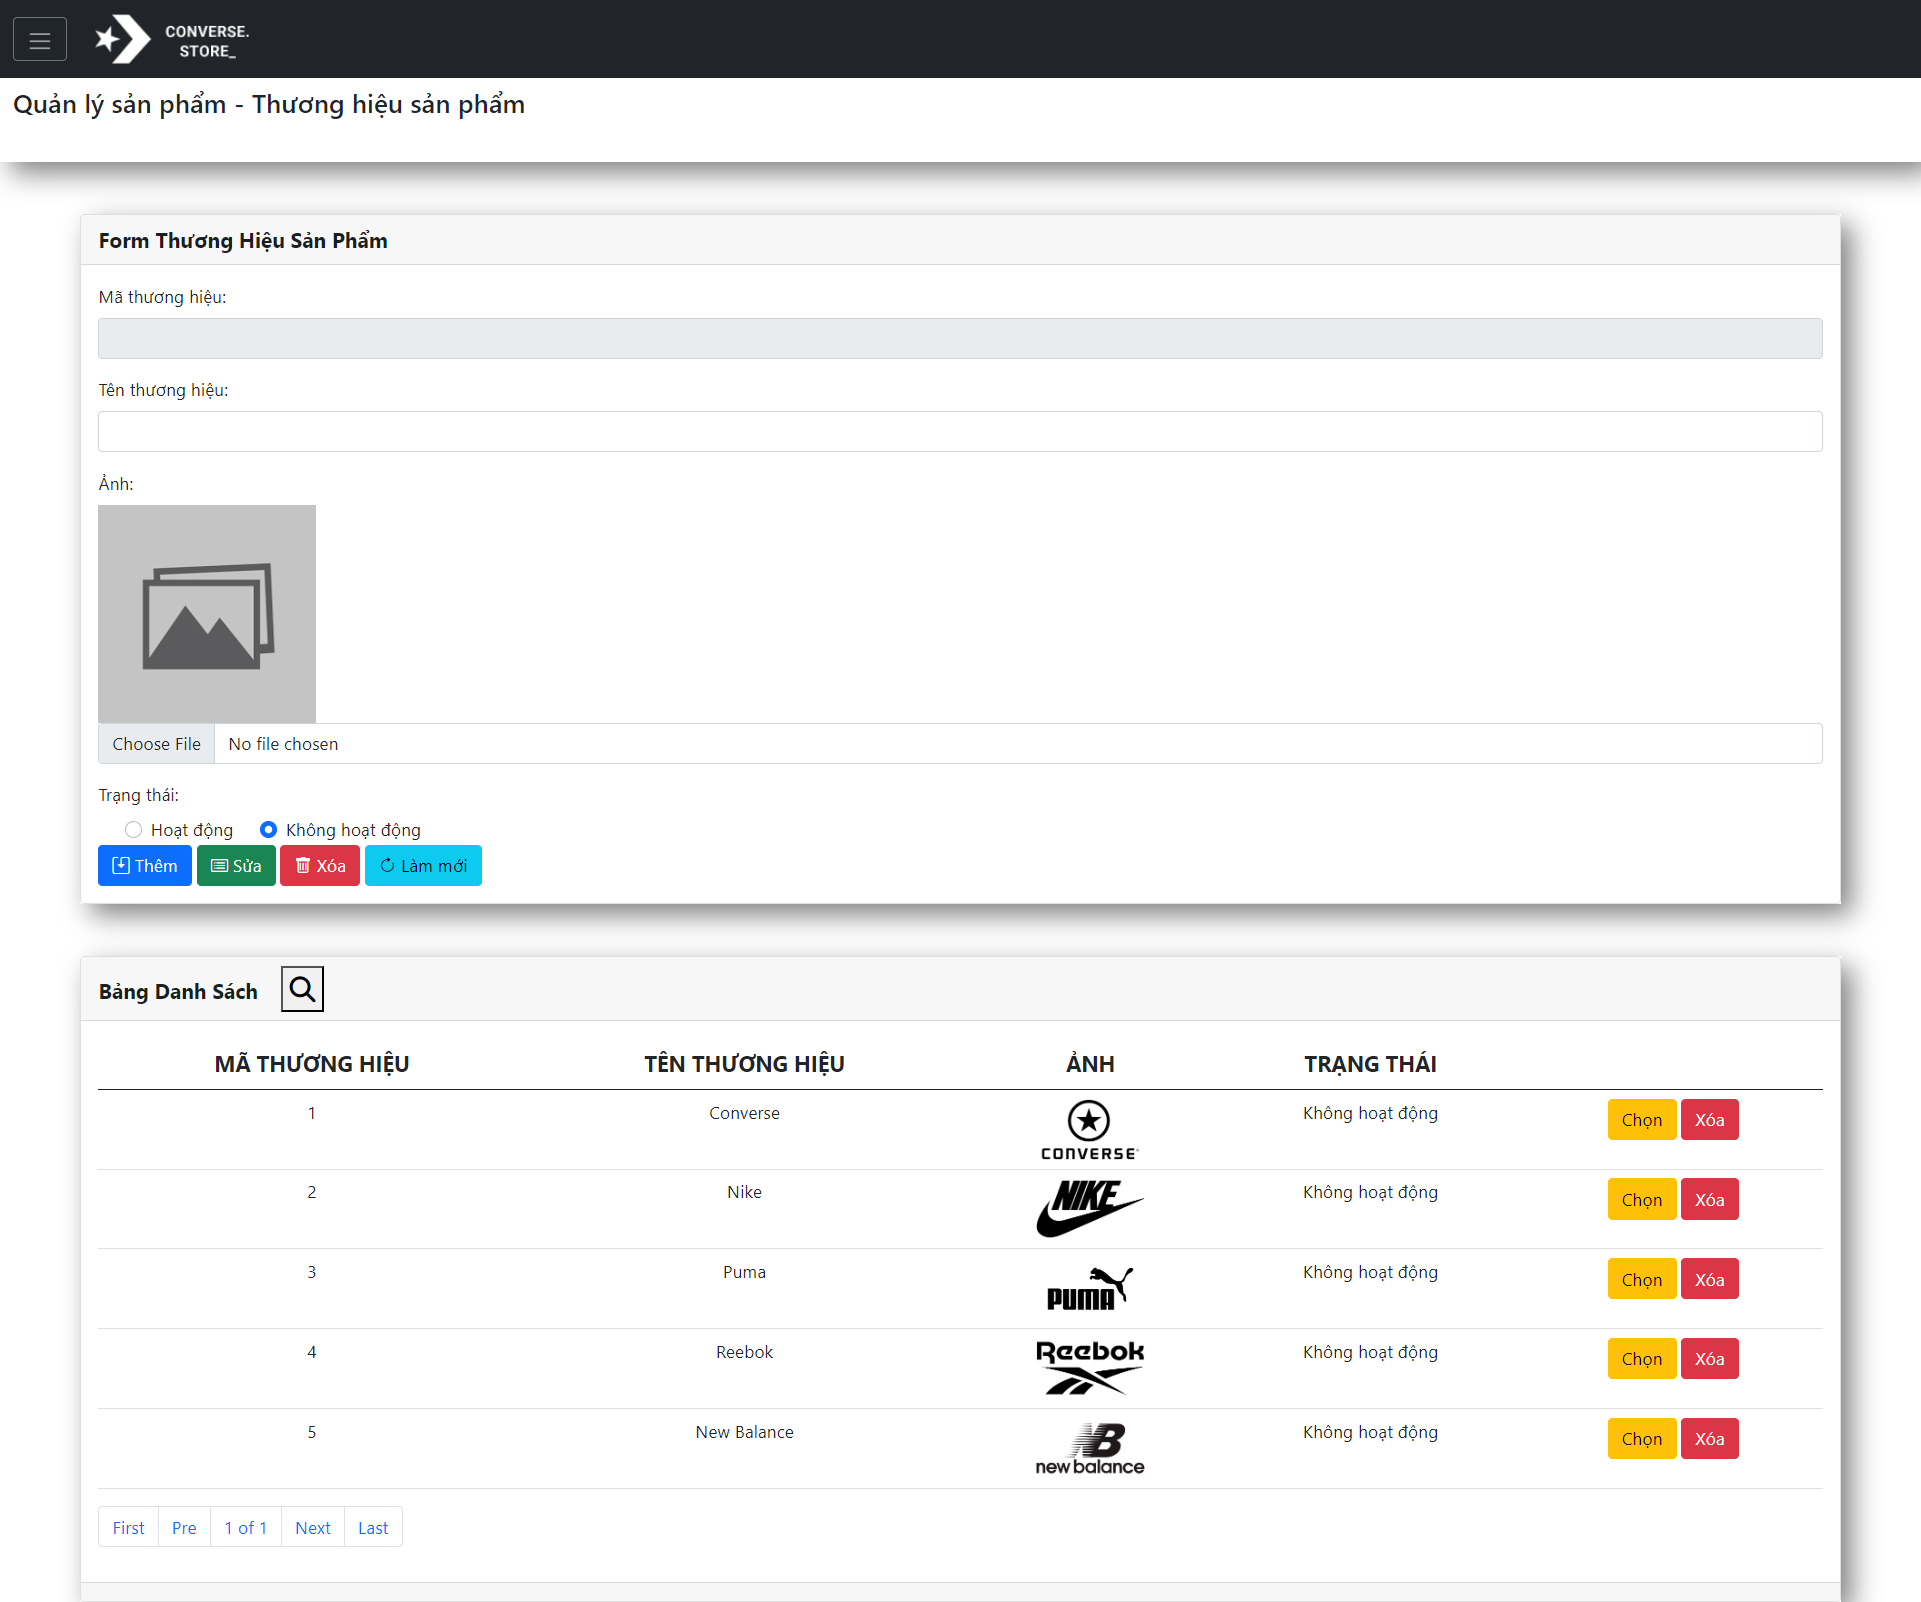 CONVERSE.
STORE_
Quản lý sản phẩm - Thương hiệu sản phẩm
Form Thương Hiệu Sản Phẩm
Mã thương hiệu:
Tên thương hiệu:
Ảnh:
Choose File No file chosen
Trạng thái:
Hoạt động Không hoạt động
Thêm Sửa Xóa Làm mới
Bảng Danh Sách
MÃ THƯƠNG HIỆU TÊN THƯƠNG HIỆU ẢNH TRẠNG THÁI
1 Converse CONVERSE Không hoạt động Chọn Xóa
2 Nike NIKE Không hoạt động Chọn Xóa
3 Puma PUMA Không hoạt động Chọn Xóa
4 Reebok Reebok Không hoạt động Chọn Xóa
5 New Balance NB new balance Không hoạt động Chọn Xóa
First Pre 1 of 1 Next Last